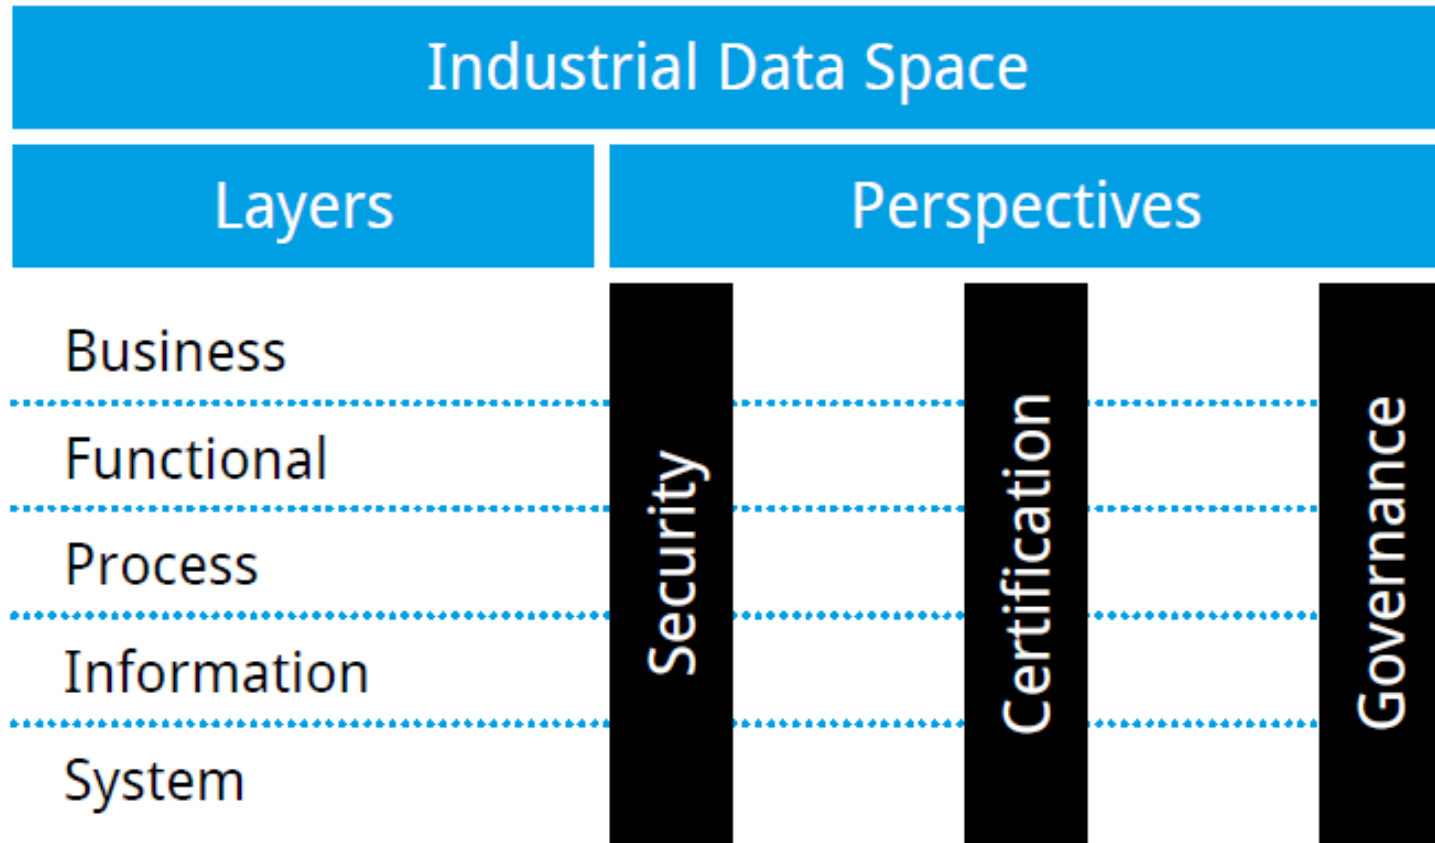 Industrial Data Space
Layers
Perspectives
Business
Functional
Process
Information
System
Security
Certification
Governance